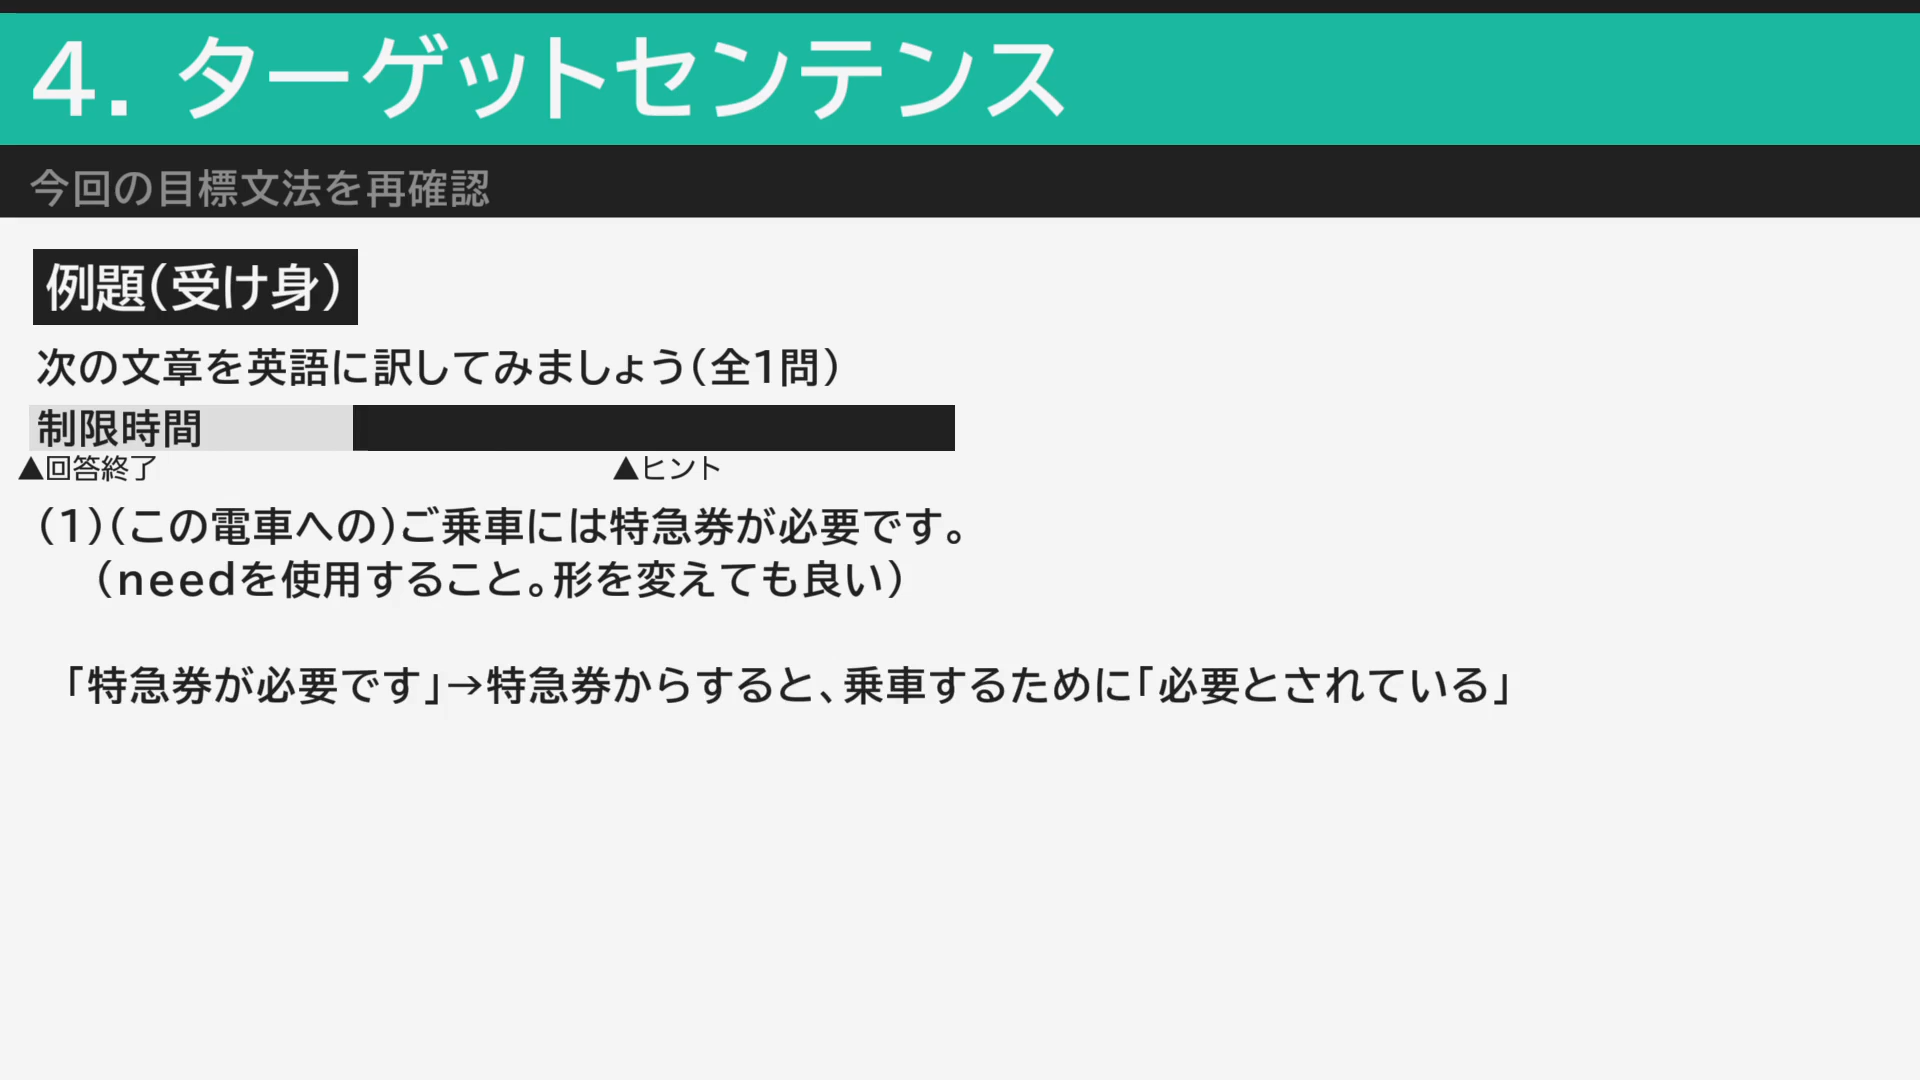 4. ターゲットセンテンス
今回の目標文法を再確認
例題(受け身)
次の文章を英語に訳してみましょう(全1問)
制限時間
▲回答終了 ▲ヒント
(1)(この電車への)ご乗車には特急券が必要です。
(needを使用すること。形を変えても良い)
「特急券が必要です」→特急券からすると、乗車するために「必要とされている」